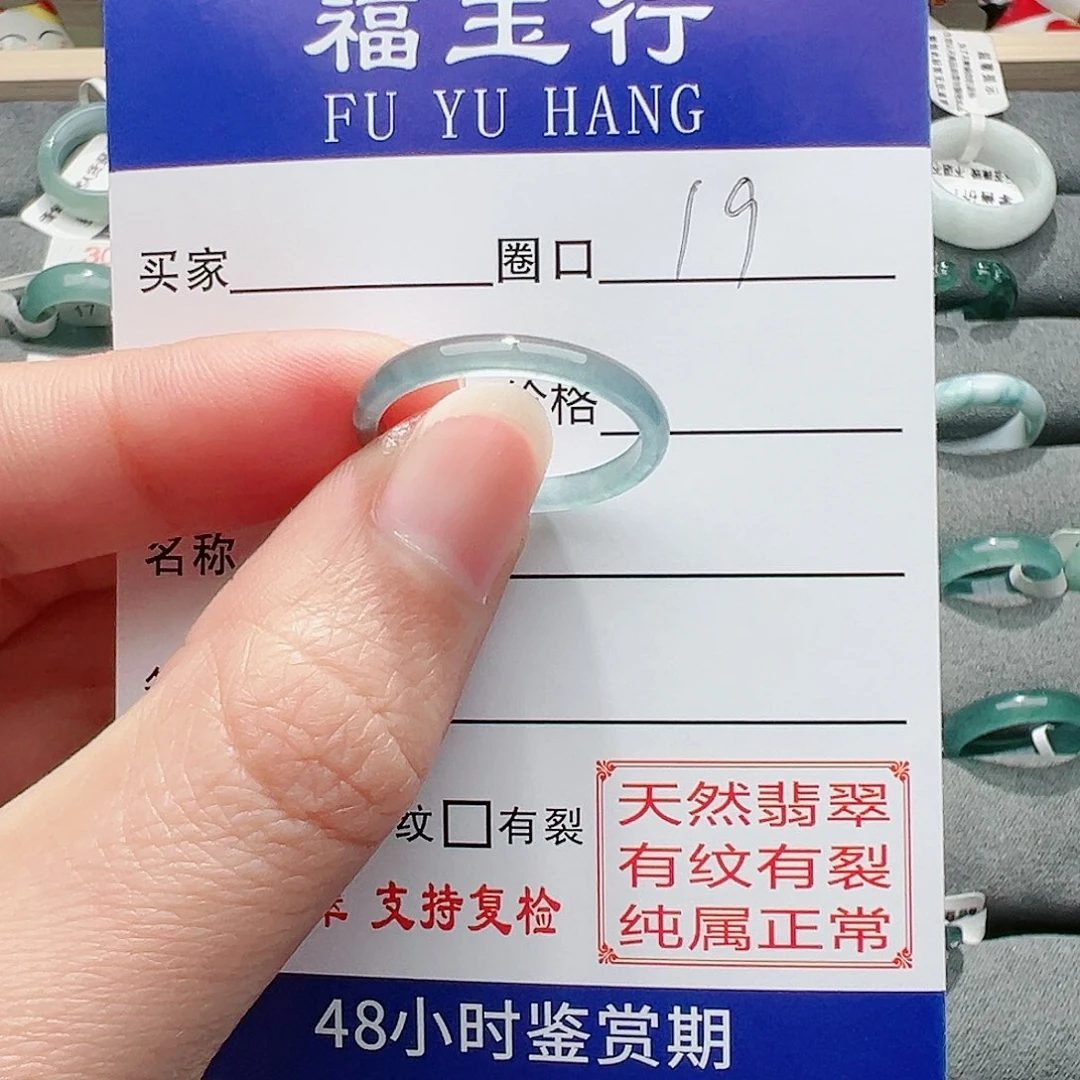 福玉行
FU YU HANG
买家 圈口 19
价格
名称
纹 □ 有裂
支持复检
天然翡翠
有纹有裂
纯属正常
48小时鉴赏期
17
30